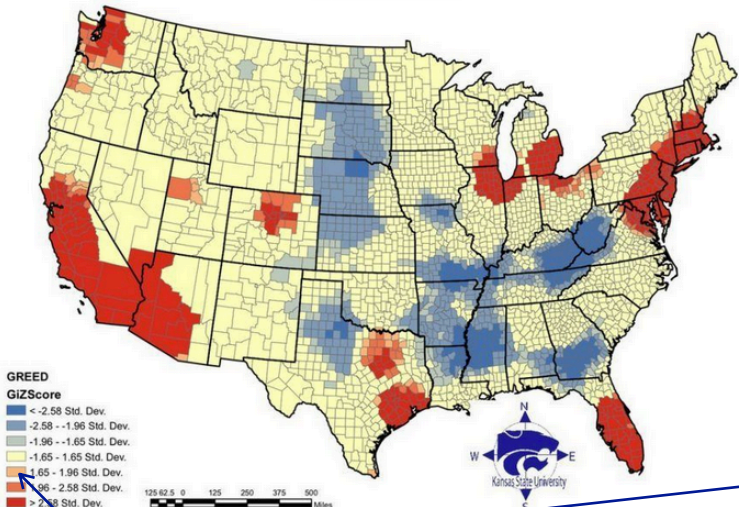 GREED
GiZScore
< -2.58 Std. Dev.
-2.58 - -1.96 Std. Dev.
-1.96 - -1.65 Std. Dev.
-1.65 - 1.65 Std. Dev.
1.65 - 1.96 Std. Dev.
1.96 - 2.58 Std. Dev.
> 2.58 Std. Dev.
125 62.5 0 125 250 375 500
Miles
N
W E
Kansas State University
S